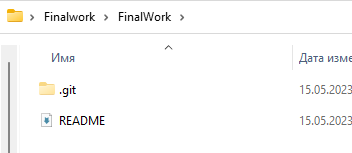 Finalwork > FinalWork >
Имя Дата изме
.git 15.05.2023
README 15.05.2023